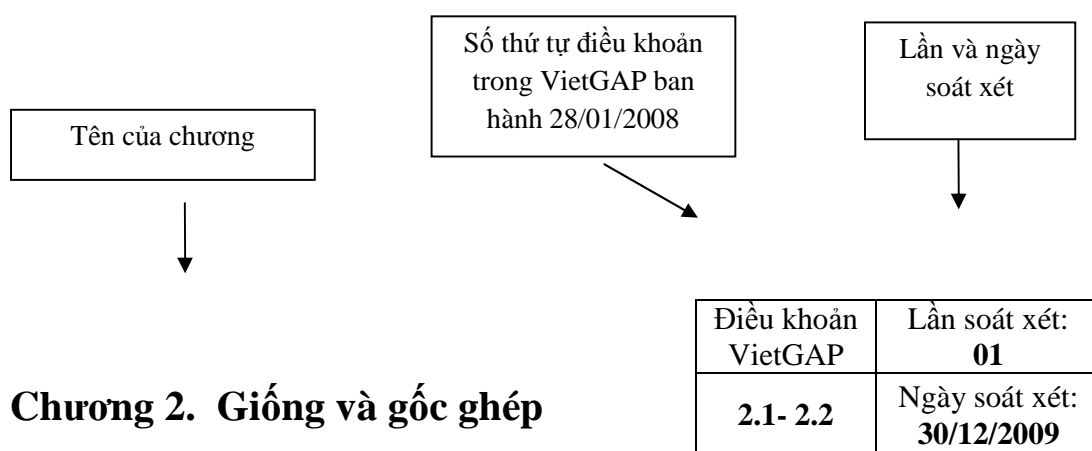 Số thứ tự điều khoản
trong VietGAP ban
hành 28/01/2008
Lần và ngày
soát xét
Tên của chương
Điều khoản
VietGAP
Lần soát xét:
01
Chương 2. Giống và gốc ghép
2.1- 2.2
Ngày soát xét:
30/12/2009